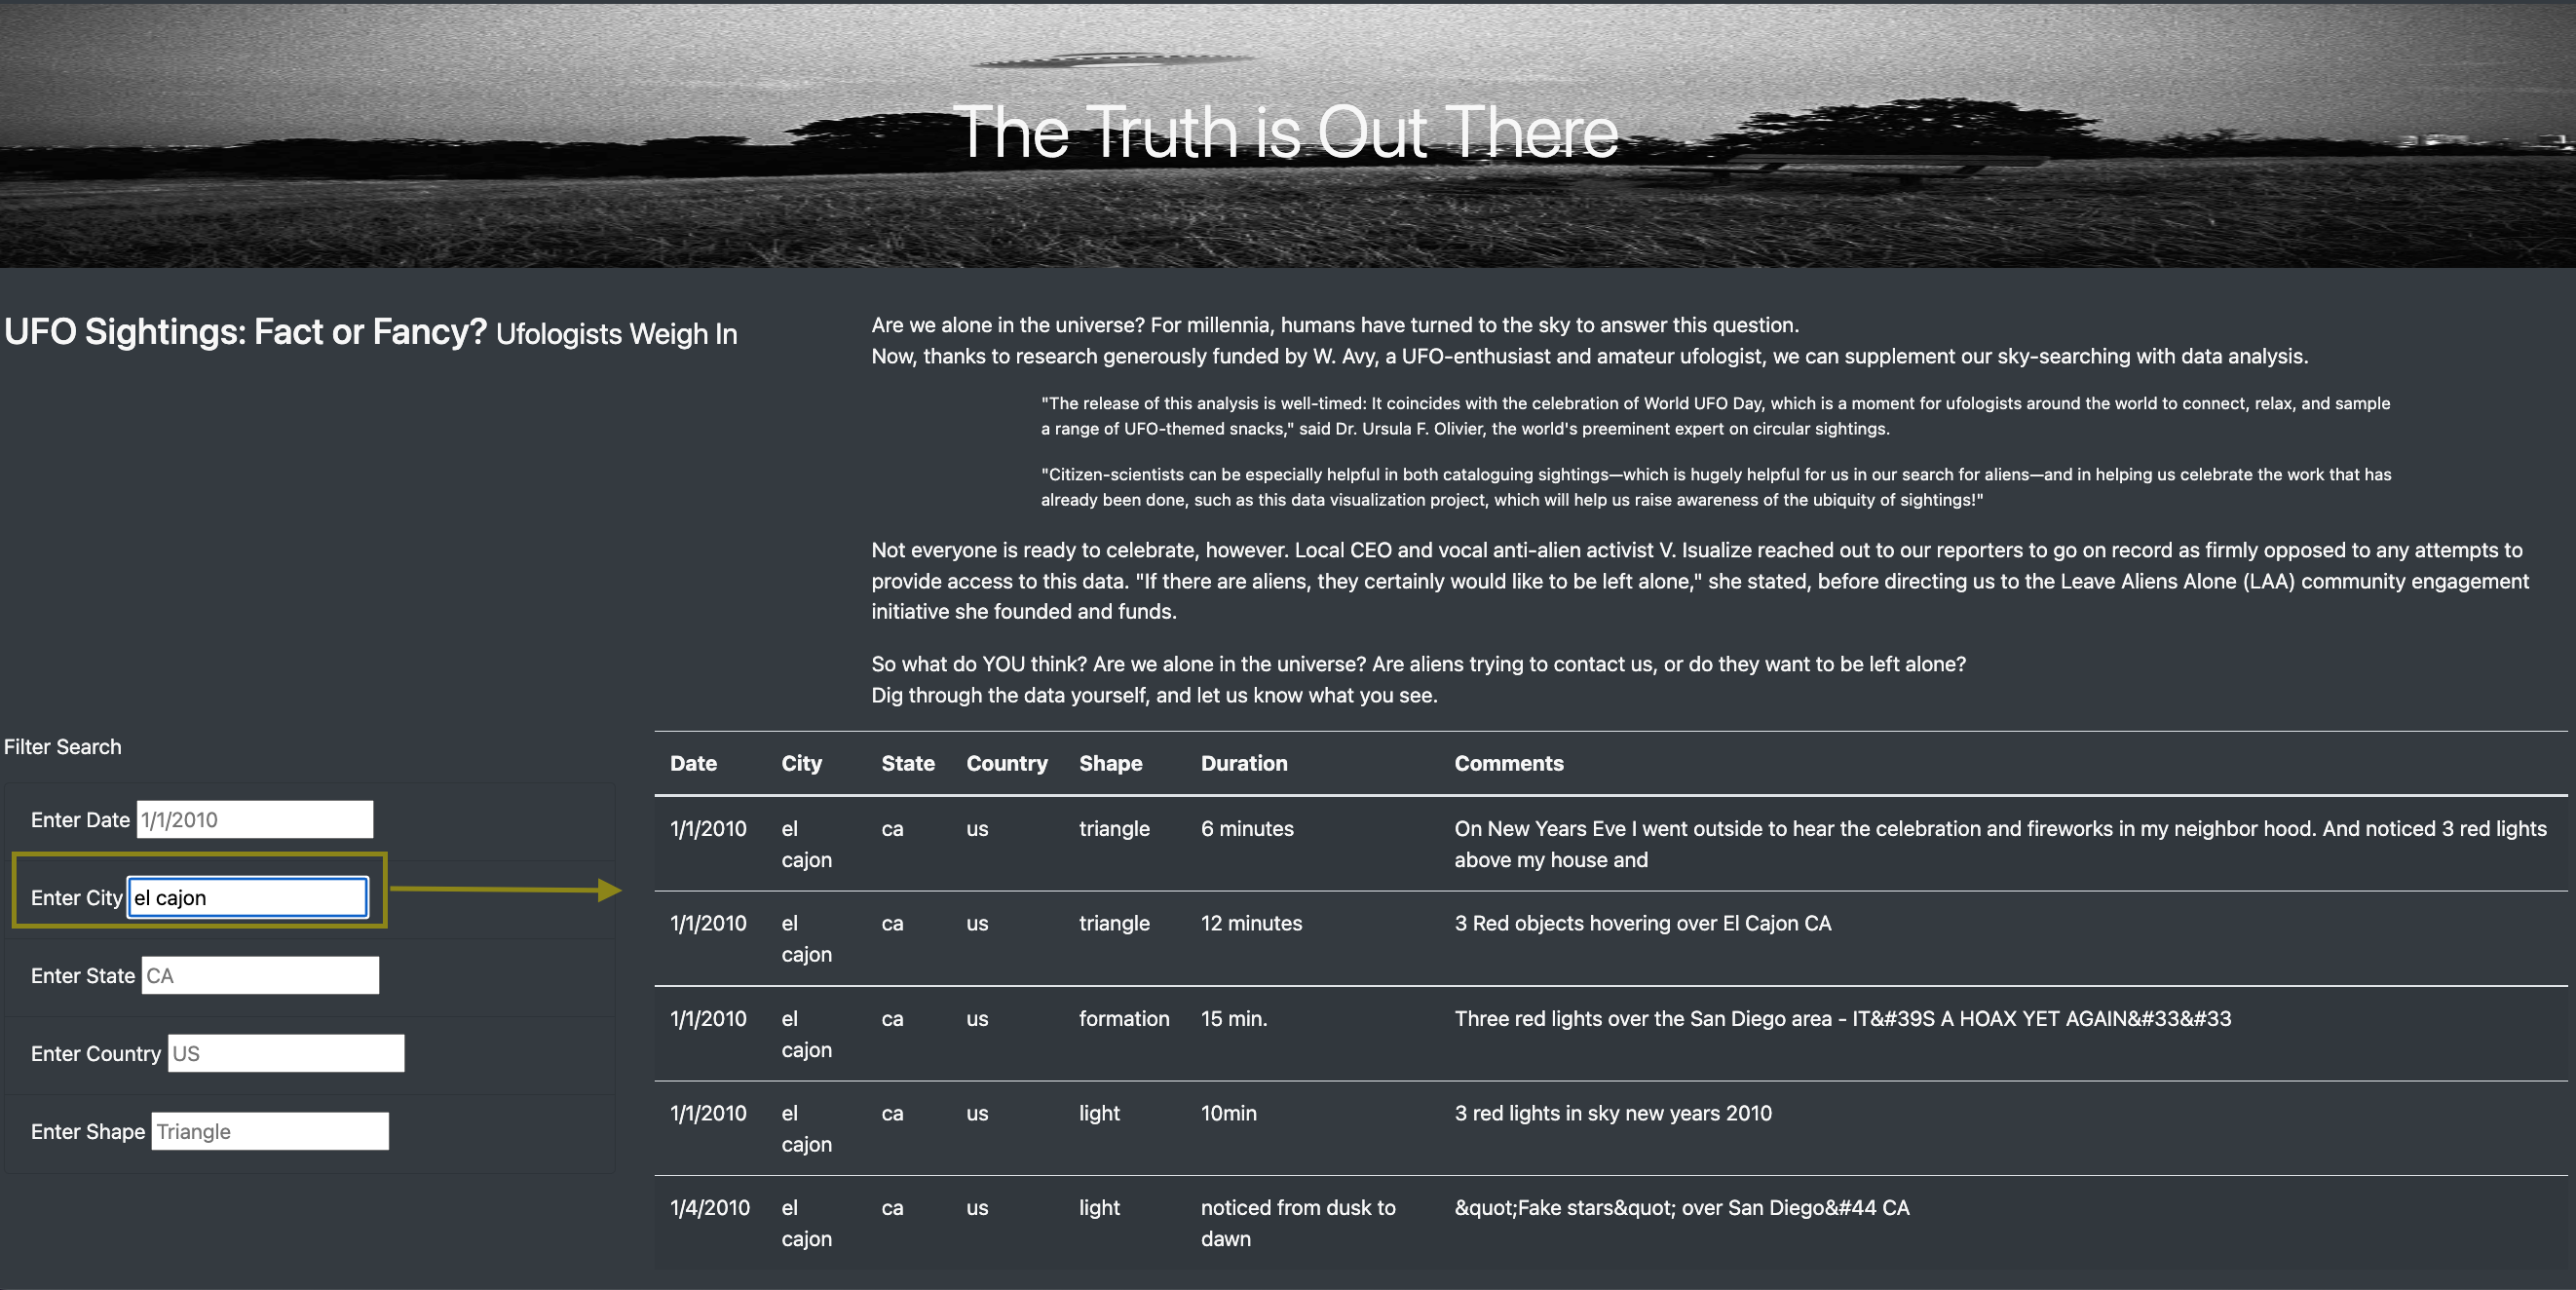 The Truth is Out There
UFO Sightings: Fact or Fancy? Ufologists Weigh In
Are we alone in the universe? For millennia, humans have turned to the sky to answer this question.
Now, thanks to research generously funded by W. Avy, a UFO-enthusiast and amateur ufologist, we can supplement our sky-searching with data analysis.
"The release of this analysis is well-timed: It coincides with the celebration of World UFO Day, which is a moment for ufologists around the world to connect, relax, and sample
a range of UFO-themed snacks," said Dr. Ursula F. Olivier, the world's preeminent expert on circular sightings.
"Citizen-scientists can be especially helpful in both cataloguing sightings—which is hugely helpful for us in our search for aliens—and in helping us celebrate the work that has
already been done, such as this data visualization project, which will help us raise awareness of the ubiquity of sightings!"
Not everyone is ready to celebrate, however. Local CEO and vocal anti-alien activist V. Isualize reached out to our reporters to go on record as firmly opposed to any attempts to
provide access to this data. "If there are aliens, they certainly would like to be left alone," she stated, before directing us to the Leave Aliens Alone (LAA) community engagement
initiative she founded and funds.
So what do YOU think? Are we alone in the universe? Are aliens trying to contact us, or do they want to be left alone?
Dig through the data yourself, and let us know what you see.
Filter Search
Enter Date 1/1/2010
Enter City el cajon
Enter State CA
Enter Country US
Enter Shape Triangle
Date City State Country Shape Duration Comments
1/1/2010 el ca us triangle 6 minutes On New Years Eve I went outside to hear the celebration and fireworks in my neighbor hood. And noticed 3 red lights
cajon above my house and
1/1/2010 el ca us triangle 12 minutes 3 Red objects hovering over El Cajon CA
cajon
1/1/2010 el ca us formation 15 min. Three red lights over the San Diego area - IT&#39S A HOAX YET AGAIN&#33&#33
cajon
1/1/2010 el ca us light 10min 3 red lights in sky new years 2010
cajon
1/4/2010 el ca us light noticed from dusk to &quot;Fake stars&quot; over San Diego&#44 CA
cajon dawn